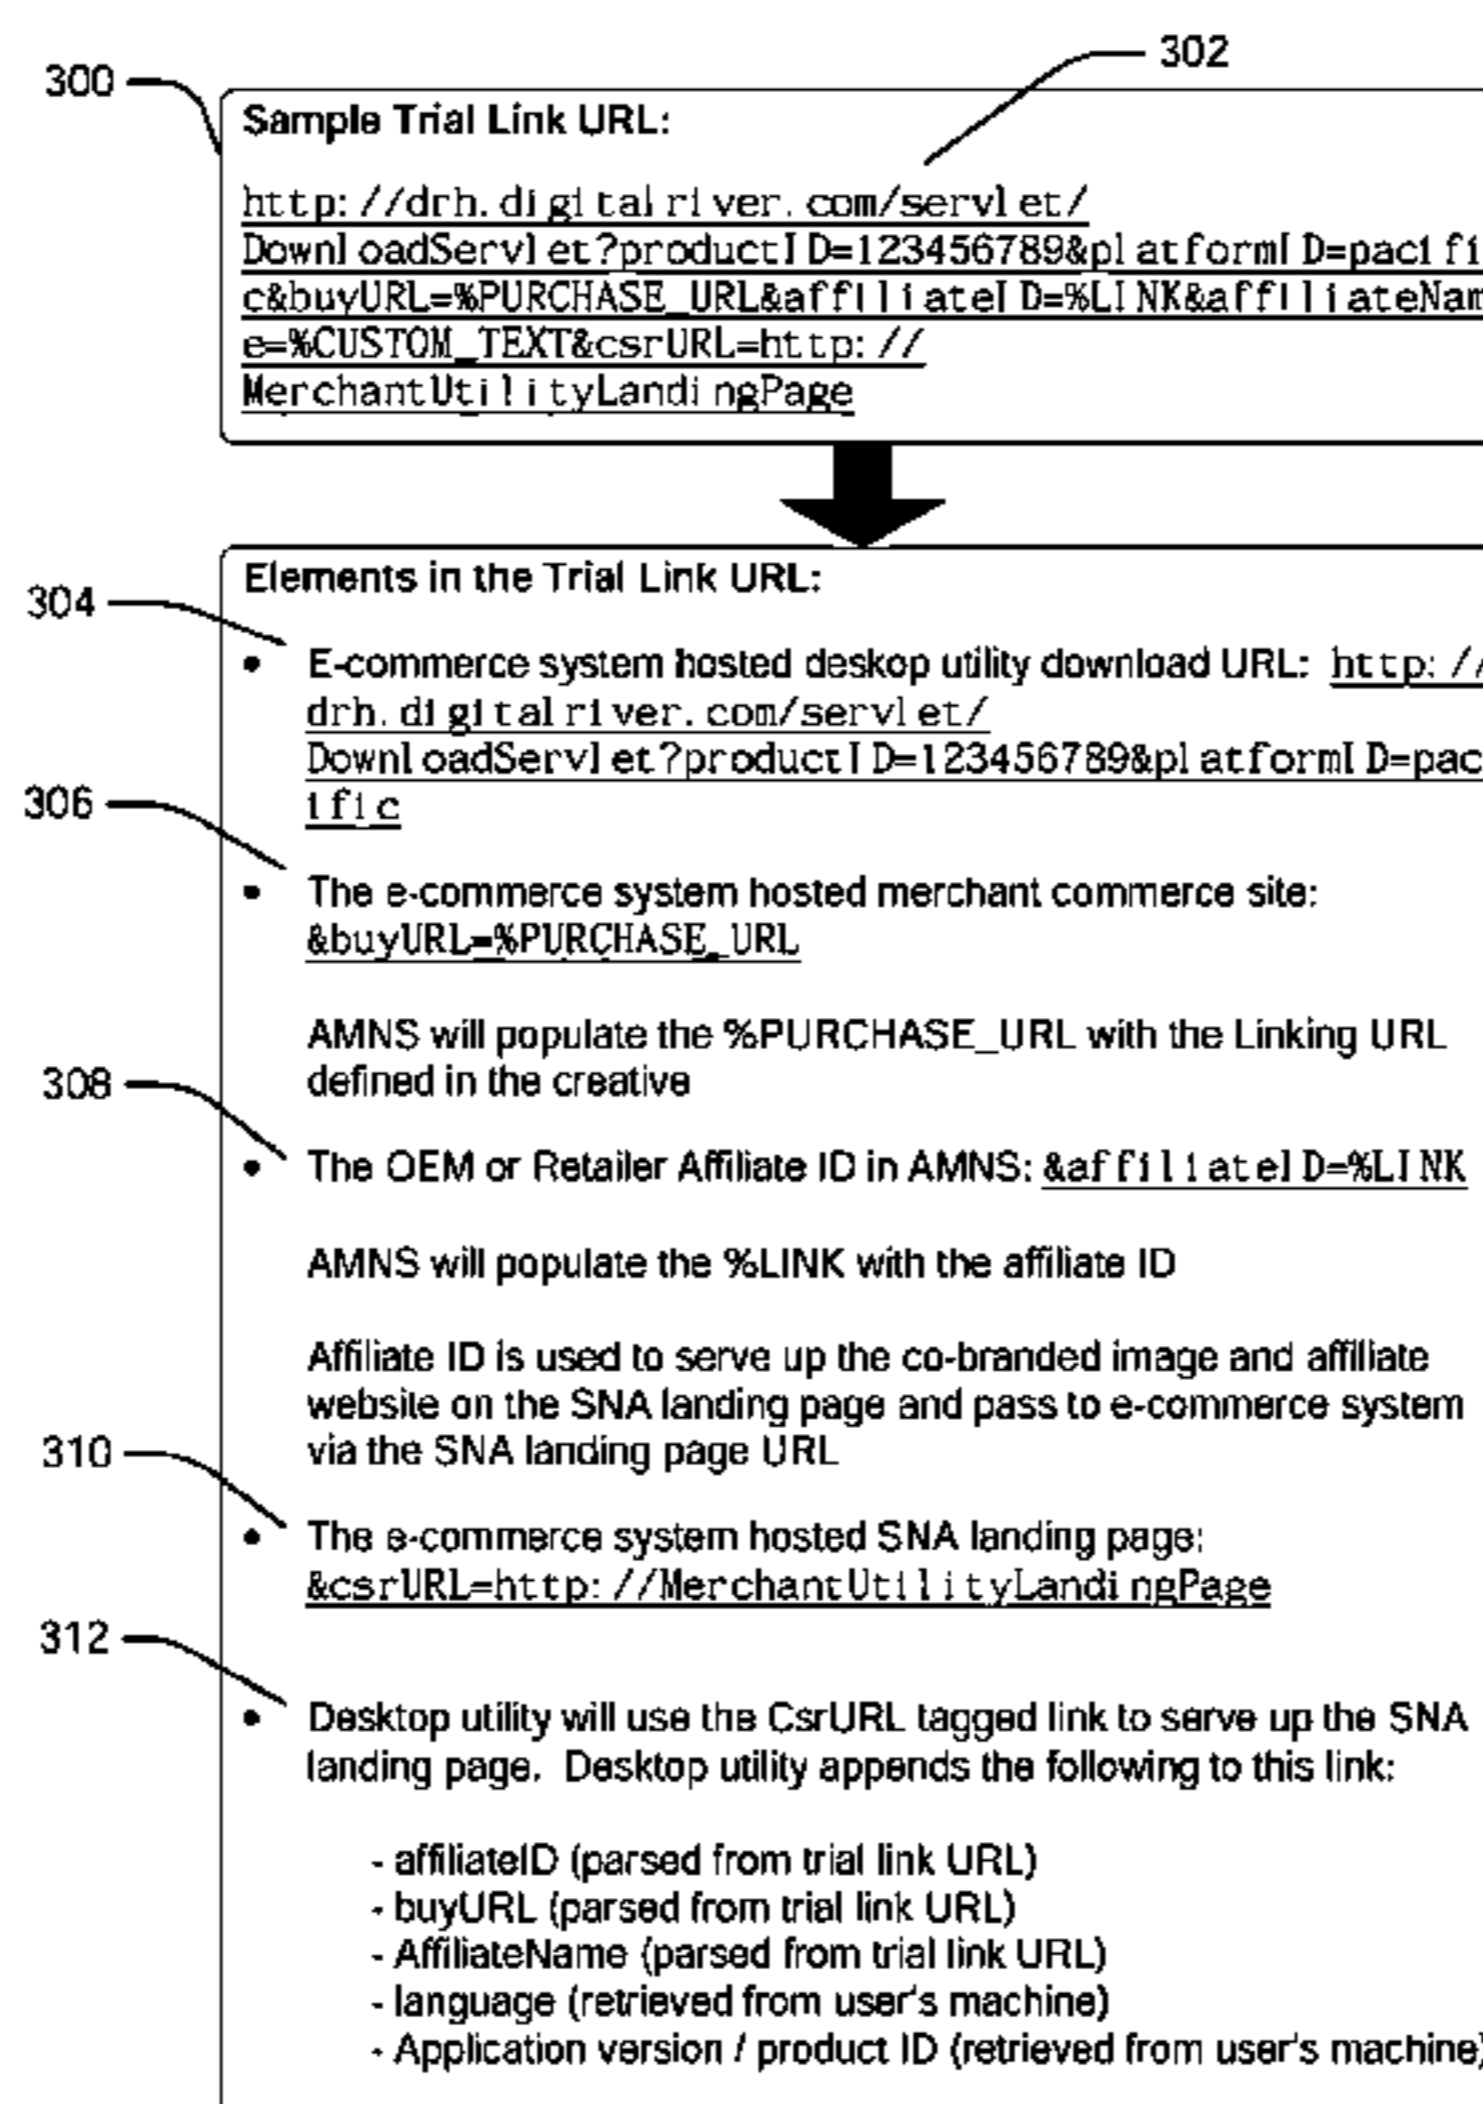 302
300
Sample Trial Link URL:
http://drh.digitalriver.com/servlet/
DownloadServlet?productID=123456789&platformID=pacifi
c&buyURL=%PURCHASE_URL&affiliateID=%LINK&affiliateNam
e=%CUSTOM_TEXT&csrURL=http://
MerchantUtilityLandingPage
Elements in the Trial Link URL:
304
• E-commerce system hosted deskop utility download URL: http://
drh.digitalriver.com/servlet/
DownloadServlet?productID=123456789&platformID=pac
ific
306
• The e-commerce system hosted merchant commerce site:
&buyURL=%PURCHASE_URL
AMNS will populate the %PURCHASE_URL with the Linking URL
defined in the creative
308
• The OEM or Retailer Affiliate ID in AMNS: &affiliateID=%LINK
AMNS will populate the %LINK with the affiliate ID
Affiliate ID is used to serve up the co-branded image and affiliate
website on the SNA landing page and pass to e-commerce system
via the SNA landing page URL
310
• The e-commerce system hosted SNA landing page:
&csrURL=http://MerchantUtilityLandingPage
312
• Desktop utility will use the CsrURL tagged link to serve up the SNA
landing page. Desktop utility appends the following to this link:
- affiliateID (parsed from trial link URL)
- buyURL (parsed from trial link URL)
- AffiliateName (parsed from trial link URL)
- language (retrieved from user's machine)
- Application version / product ID (retrieved from user's machine)